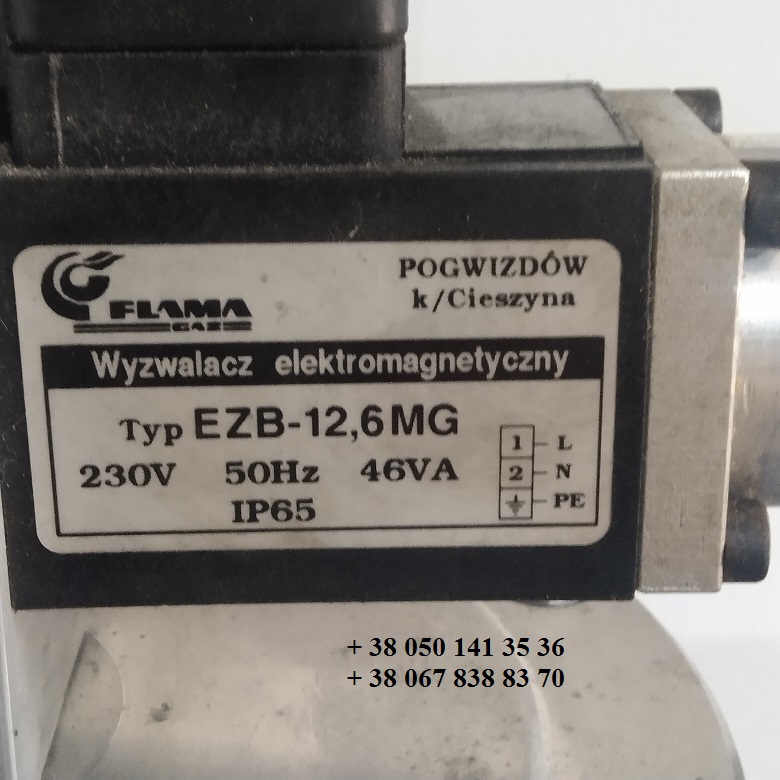 FLAMA
GAZ
POGWIZDÓW
k/Cieszyna
Wyzwalacz elektromagnetyczny
Typ EZB-12,6MG
230V 50Hz 46VA
IP65
1 L
2 N
PE
+ 38 050 141 35 36
+ 38 067 838 83 70